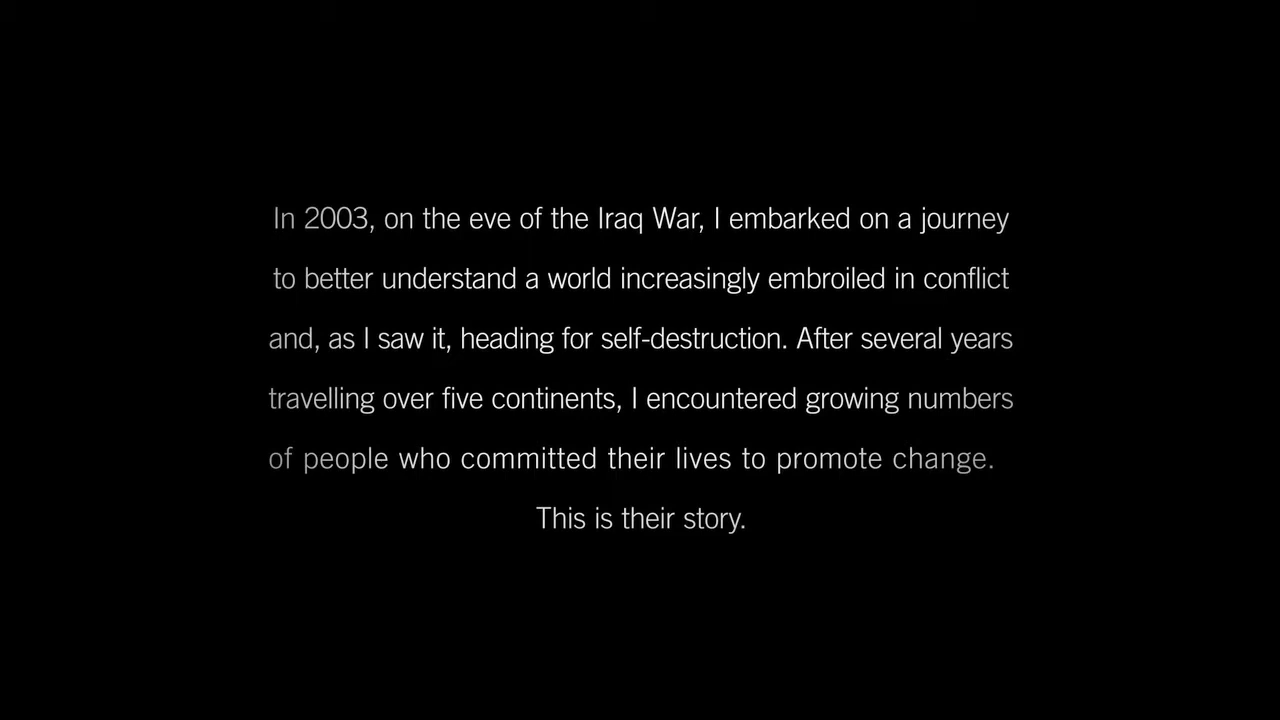 In 2003, on the eve of the Iraq War, I embarked on a journey
to better understand a world increasingly embroiled in conflict
and, as I saw it, heading for self-destruction. After several years
travelling over five continents, I encountered growing numbers
of people who committed their lives to promote change.
This is their story.